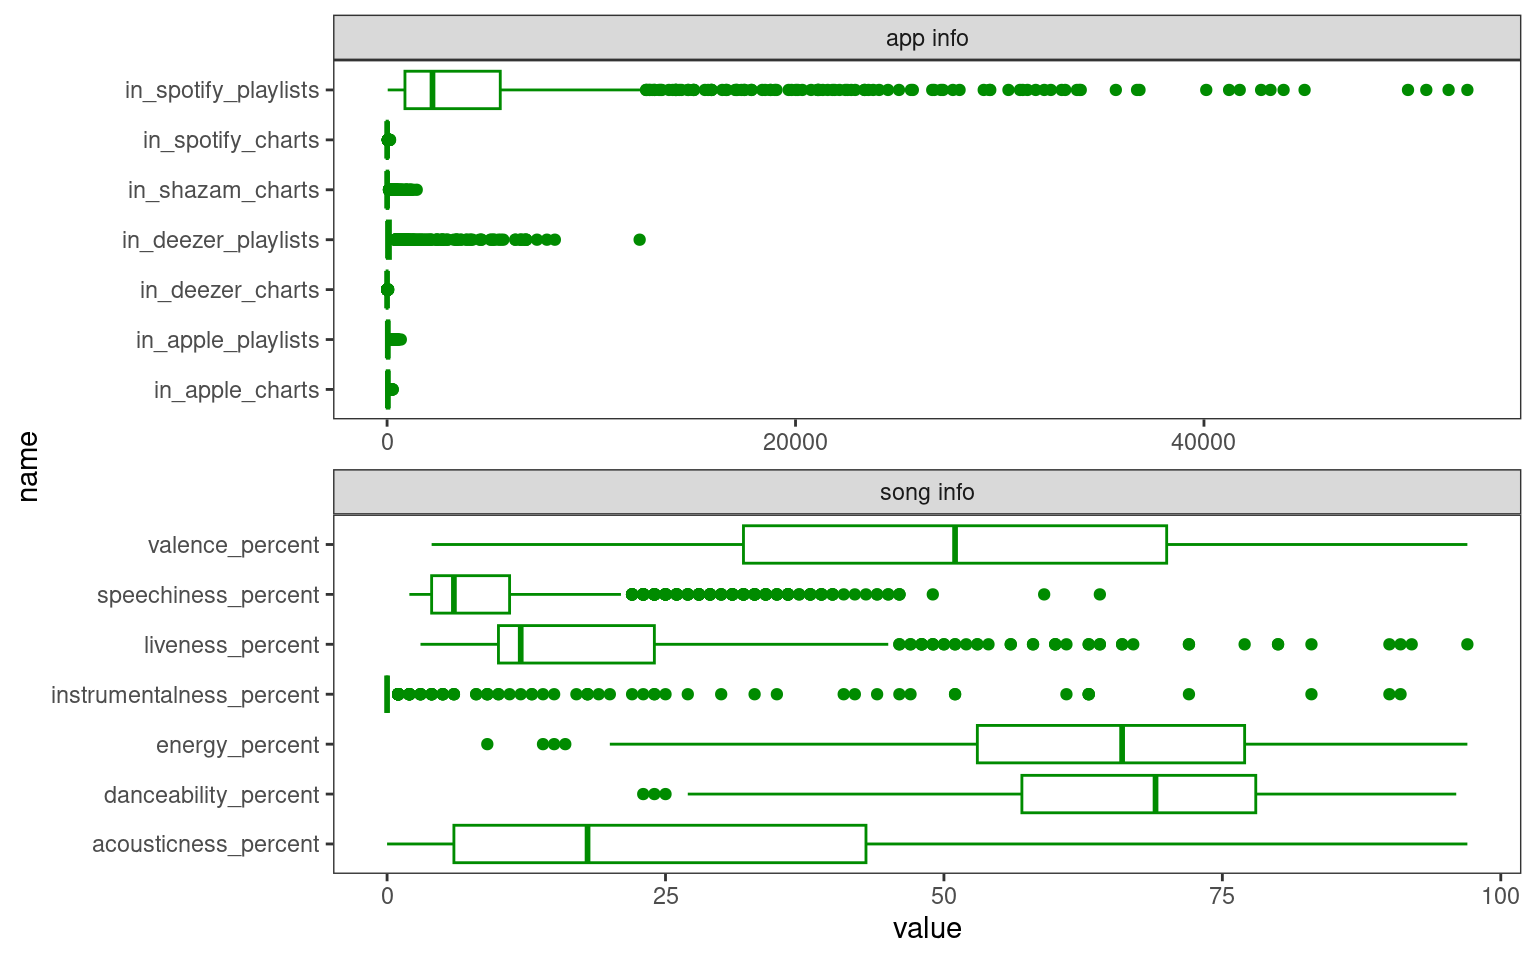 app info
in_spotify_playlists
in_spotify_charts
in_shazam_charts
in_deezer_playlists
in_deezer_charts
in_apple_playlists
in_apple_charts
0 20000 40000
name
song info
valence_percent
speechiness_percent
liveness_percent
instrumentalness_percent
energy_percent
danceability_percent
acousticness_percent
0 25 50 75 100
value